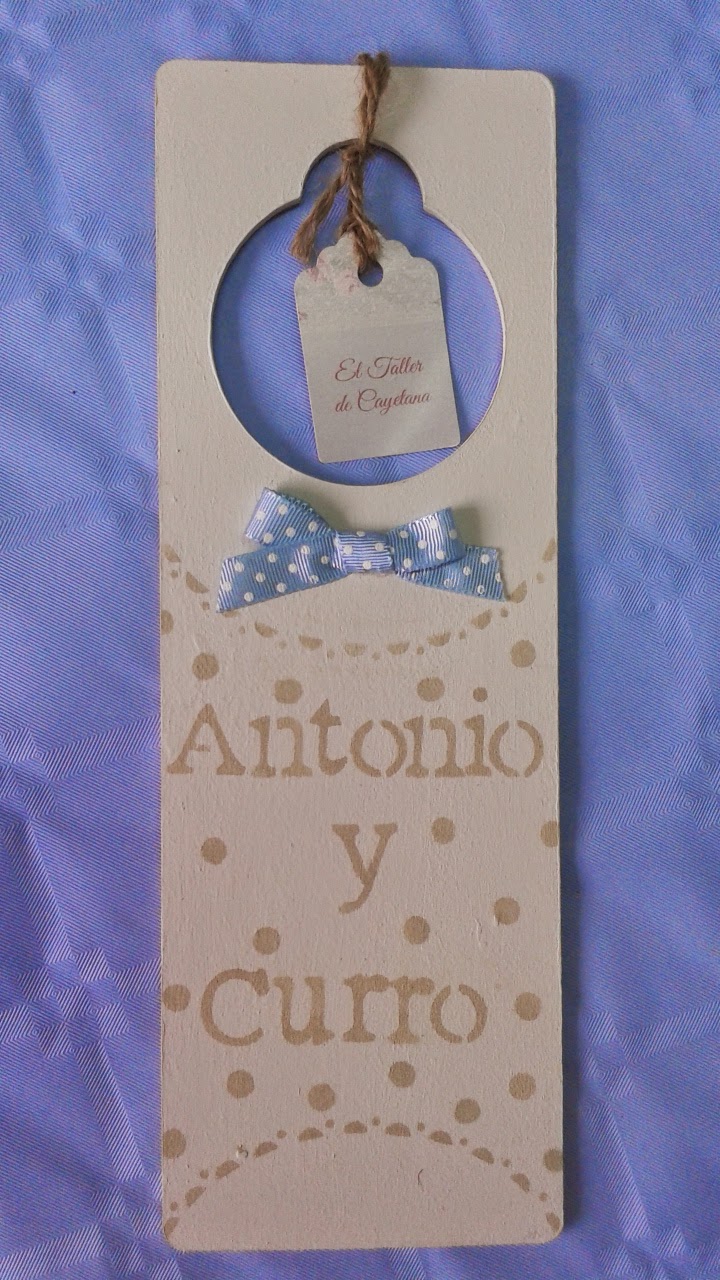 El Taller
de Cayetana
Antonio
y
Curro